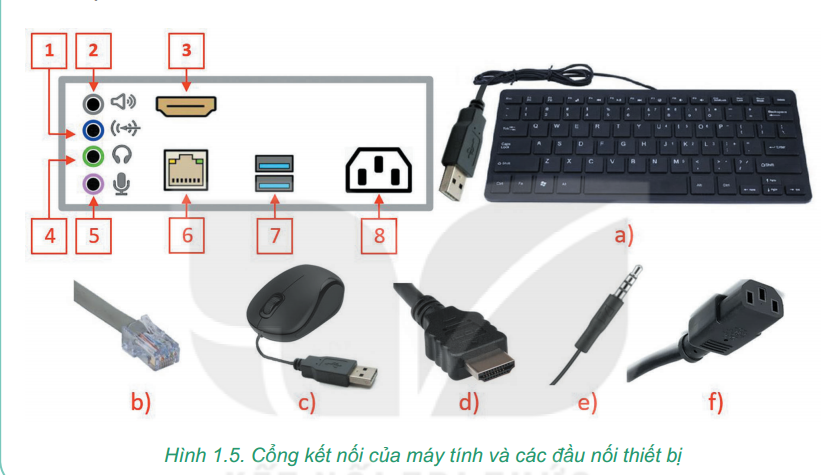 1 2 3
4 5 6 7 8
a)
b) c) d) e) f)
Hình 1.5. Cổng kết nối của máy tính và các đầu nối thiết bị